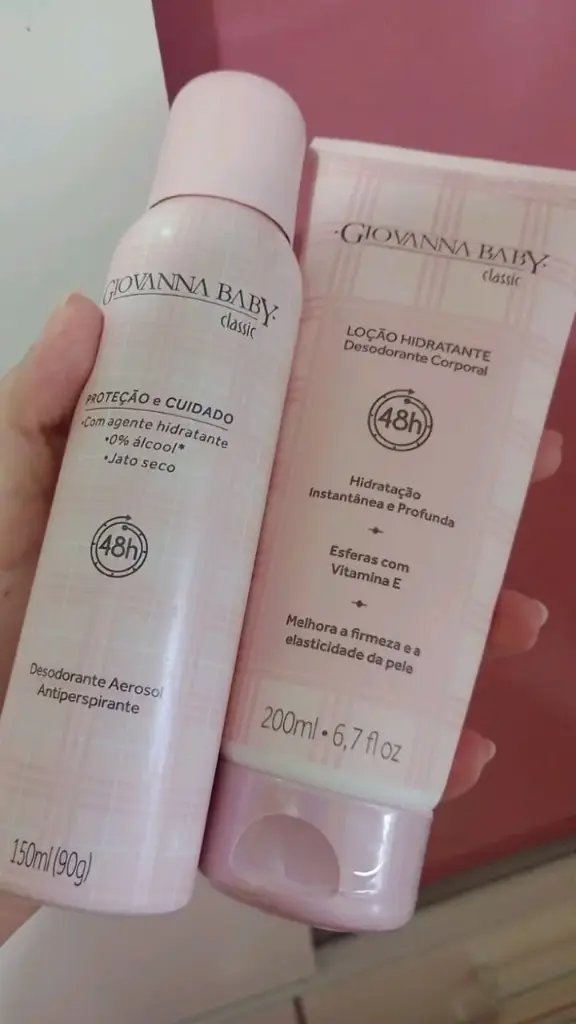 GIOVANNA BABY
classic
PROTEÇÃO e CUIDADO
•Com agente hidratante
•0% álcool*
•Jato seco
48h
Desodorante Aerosol
Antiperspirante
150ml (90g)
·GIOVANNA BABY·
classic
LOÇÃO HIDRATANTE
Desodorante Corporal
48h
Hidratação
Instantânea e Profunda
Esferas com
Vitamina E
Melhora a firmeza e a
elasticidade da pele
200ml • 6,7 fl oz